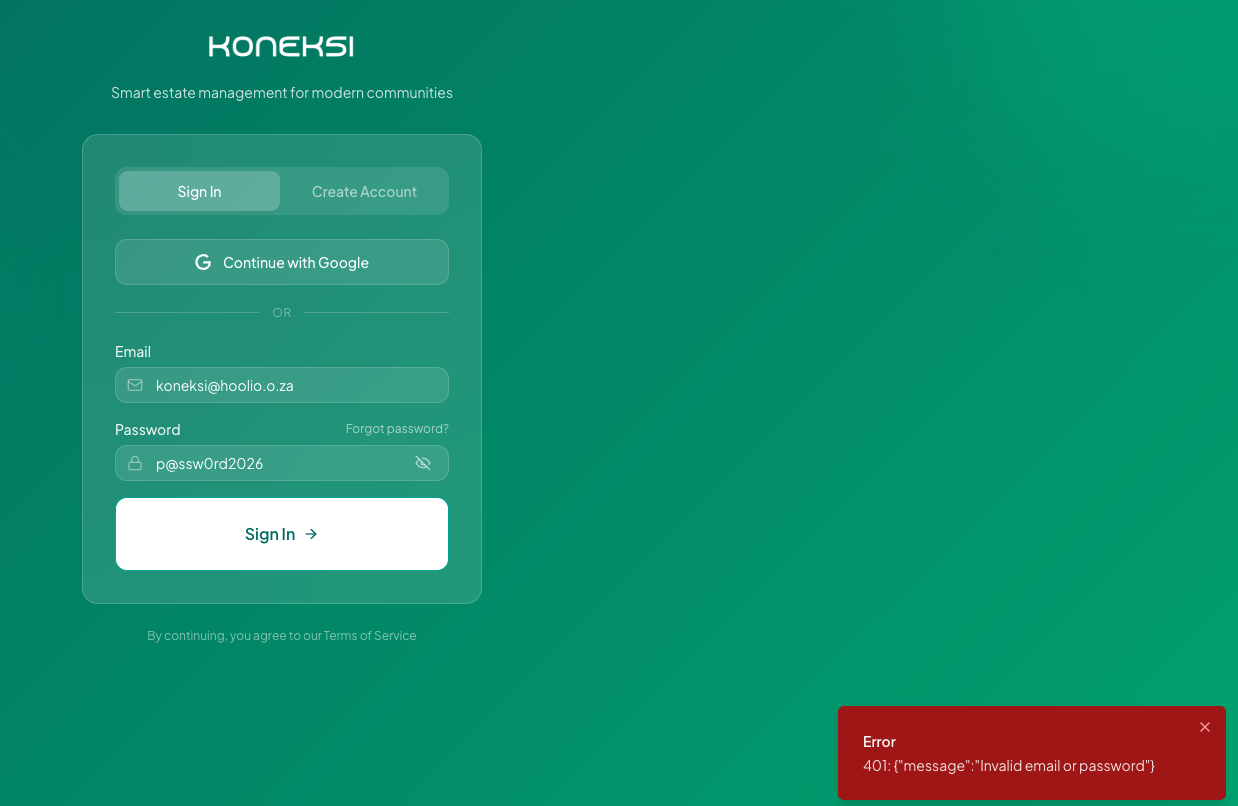 KONEKSI
Smart estate management for modern communities
Sign In
Create Account
Continue with Google
OR
Email
koneksi@hoolio.o.za
Password
Forgot password?
p@ssw0rd2026
Sign In →
By continuing, you agree to our Terms of Service
Error
401: {"message":"Invalid email or password"}